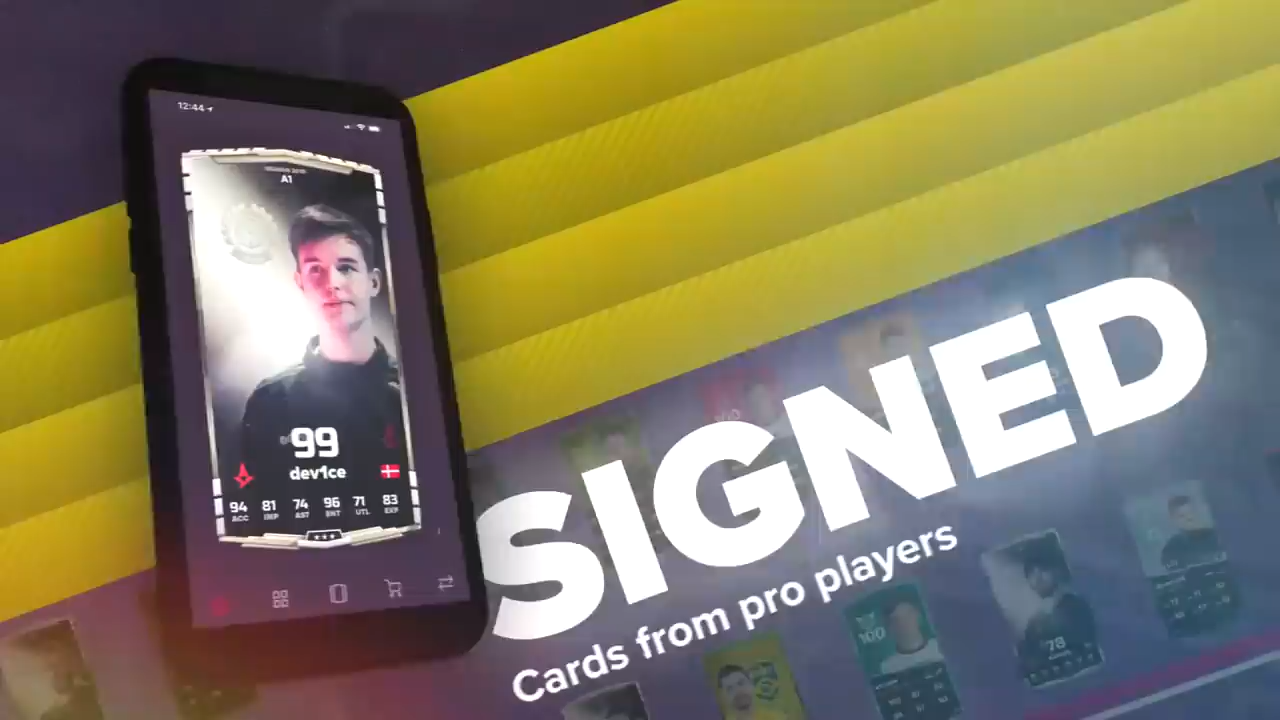 12:44
A1
99
dev1ce
94 81 74 96 71 83
ACC IMP AST ENT UTL EXP
SIGNED
Cards from pro players
100
78